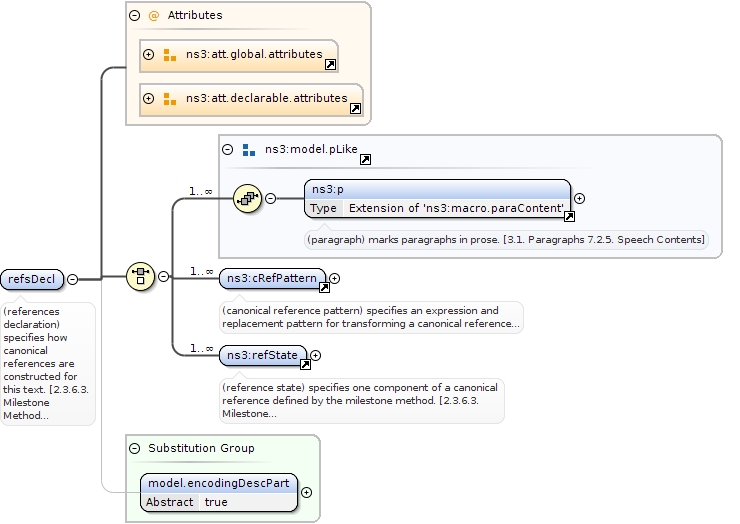 @ Attributes
ns3:att.global.attributes
ns3:att.declarable.attributes
ns3:model.pLike
1..∞
ns3:p
Type Extension of 'ns3:macro.paraContent'
(paragraph) marks paragraphs in prose. [3.1. Paragraphs 7.2.5. Speech Contents]
refsDecl
(references
declaration)
specifies how
canonical
references are
constructed for
this text. [2.3.6.3.
Milestone
Method...
1..∞
ns3:cRefPattern
(canonical reference pattern) specifies an expression and
replacement pattern for transforming a canonical reference...
1..∞
ns3:refState
(reference state) specifies one component of a canonical
reference defined by the milestone method. [2.3.6.3.
Milestone...
Substitution Group
model.encodingDescPart
Abstract true